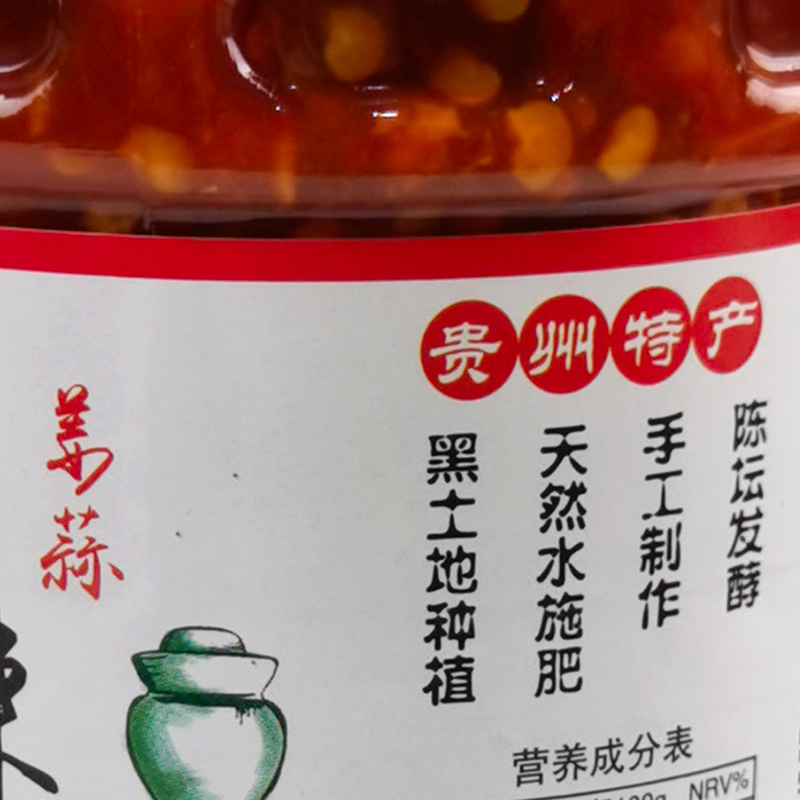 贵州特产
黑土地种植
天然水施肥
手工制作
陈坛发酵
姜蒜
营养成分表
NRV%